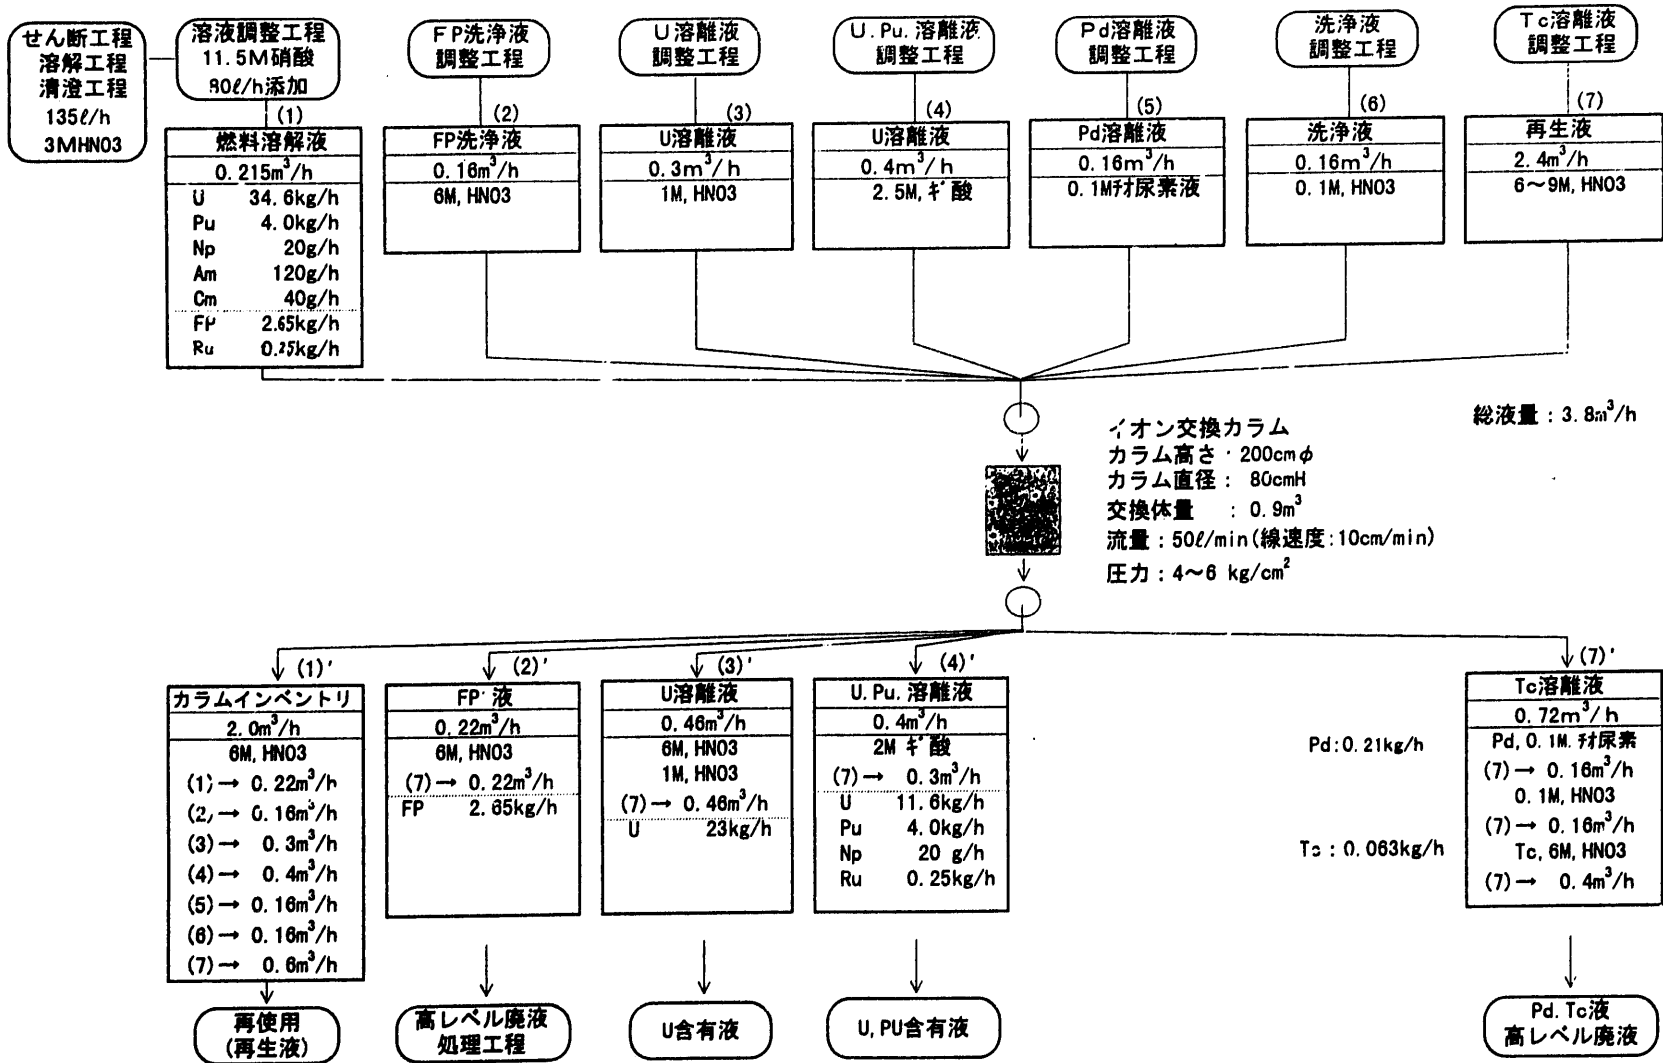 せん断工程
溶解工程
清澄工程
135ℓ/h
3MHNO3
溶液調整工程
11.5M硝酸
80ℓ/h添加
FP洗浄液
調整工程
U溶離液
調整工程
U.Pu.溶離液
調整工程
Pd溶離液
調整工程
洗浄液
調整工程
Tc溶離液
調整工程
(1)
燃料溶解液
0.215m³/h
U 34.6kg/h
Pu 4.0kg/h
Np 20g/h
Am 120g/h
Cm 40g/h
FP 2.65kg/h
Ru 0.25kg/h
(2)
FP洗浄液
0.16m³/h
6M,HNO3
(3)
U溶離液
0.3m³/h
1M,HNO3
(4)
U溶離液
0.4m³/h
2.5M,ギ酸
(5)
Pd溶離液
0.16m³/h
0.1Mチオ尿素液
(6)
洗浄液
0.16m³/h
0.1M,HNO3
(7)
再生液
2.4m³/h
6~9M,HNO3
総液量:3.8m³/h
イオン交換カラム
カラム高さ:200cmφ
カラム直径: 80cmH
交換体量 :0.9m³
流量:50ℓ/min(線速度:10cm/min)
圧力:4~6 kg/cm²
(1)'
カラムインベントリ
2.0m³/h
6M,HNO3
(1)→ 0.22m³/h
(2)→ 0.16m³/h
(3)→ 0.3m³/h
(4)→ 0.4m³/h
(5)→ 0.16m³/h
(6)→ 0.16m³/h
(7)→ 0.6m³/h
再使用
(再生液)
(2)'
FP液
0.22m³/h
6M,HNO3
(7)→ 0.22m³/h
FP 2.65kg/h
高レベル廃液
処理工程
(3)'
U溶離液
0.46m³/h
6M,HNO3
1M,HNO3
(7)→ 0.46m³/h
U 23kg/h
U含有液
(4)'
U.Pu.溶離液
0.4m³/h
2M ギ酸
(7)→ 0.3m³/h
U 11.6kg/h
Pu 4.0kg/h
Np 20 g/h
Ru 0.25kg/h
U,PU含有液
Pd:0.21kg/h
Tc:0.063kg/h
(7)'
Tc溶離液
0.72m³/h
Pd,0.1M.チオ尿素
(7)→ 0.16m³/h
0.1M,HNO3
(7)→ 0.16m³/h
Tc,6M,HNO3
(7)→ 0.4m³/h
Pd.Tc液
高レベル廃液